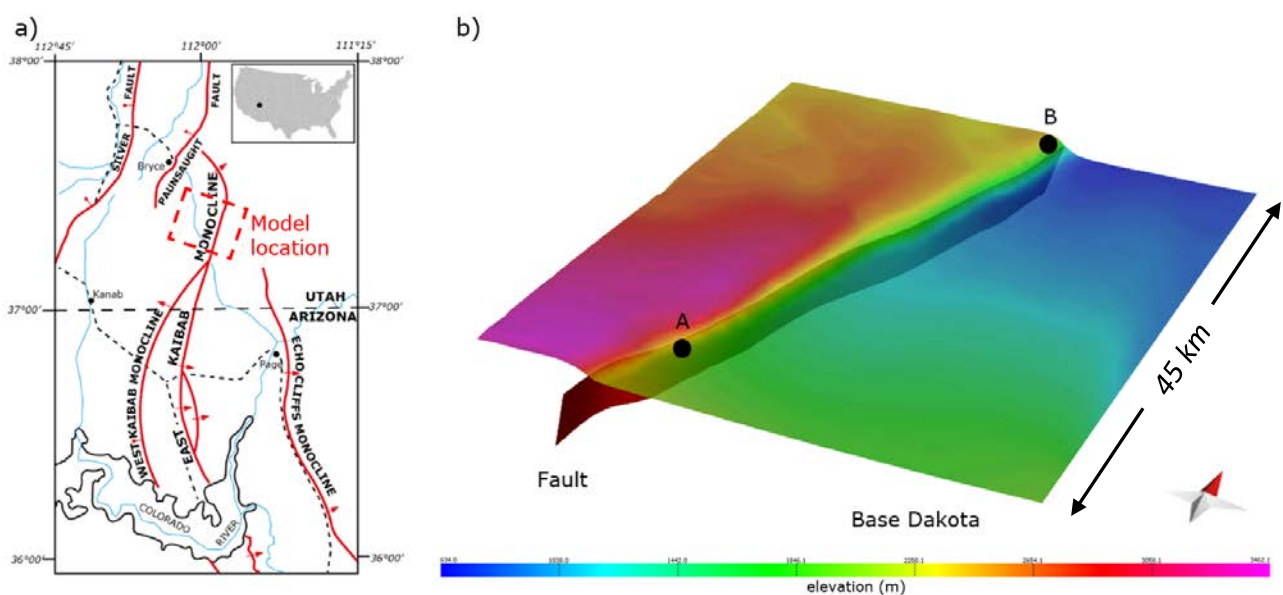 a)
112°45'
112°00'
111°15'
38°00'
38°00'
FAULT
FAULT
SILVER
Bryce
PAUNSAUGHT
MONOCLINE
Model
location
37°00'
37°00'
Kanab
UTAH
ARIZONA
WEST KAIBAB MONOCLINE
KAIBAB
EAST
Page
ECHO CLIFFS MONOCLINE
COLORADO
RIVER
36°00'
36°00'
b)
B
A
45 km
Fault
Base Dakota
elevation (m)